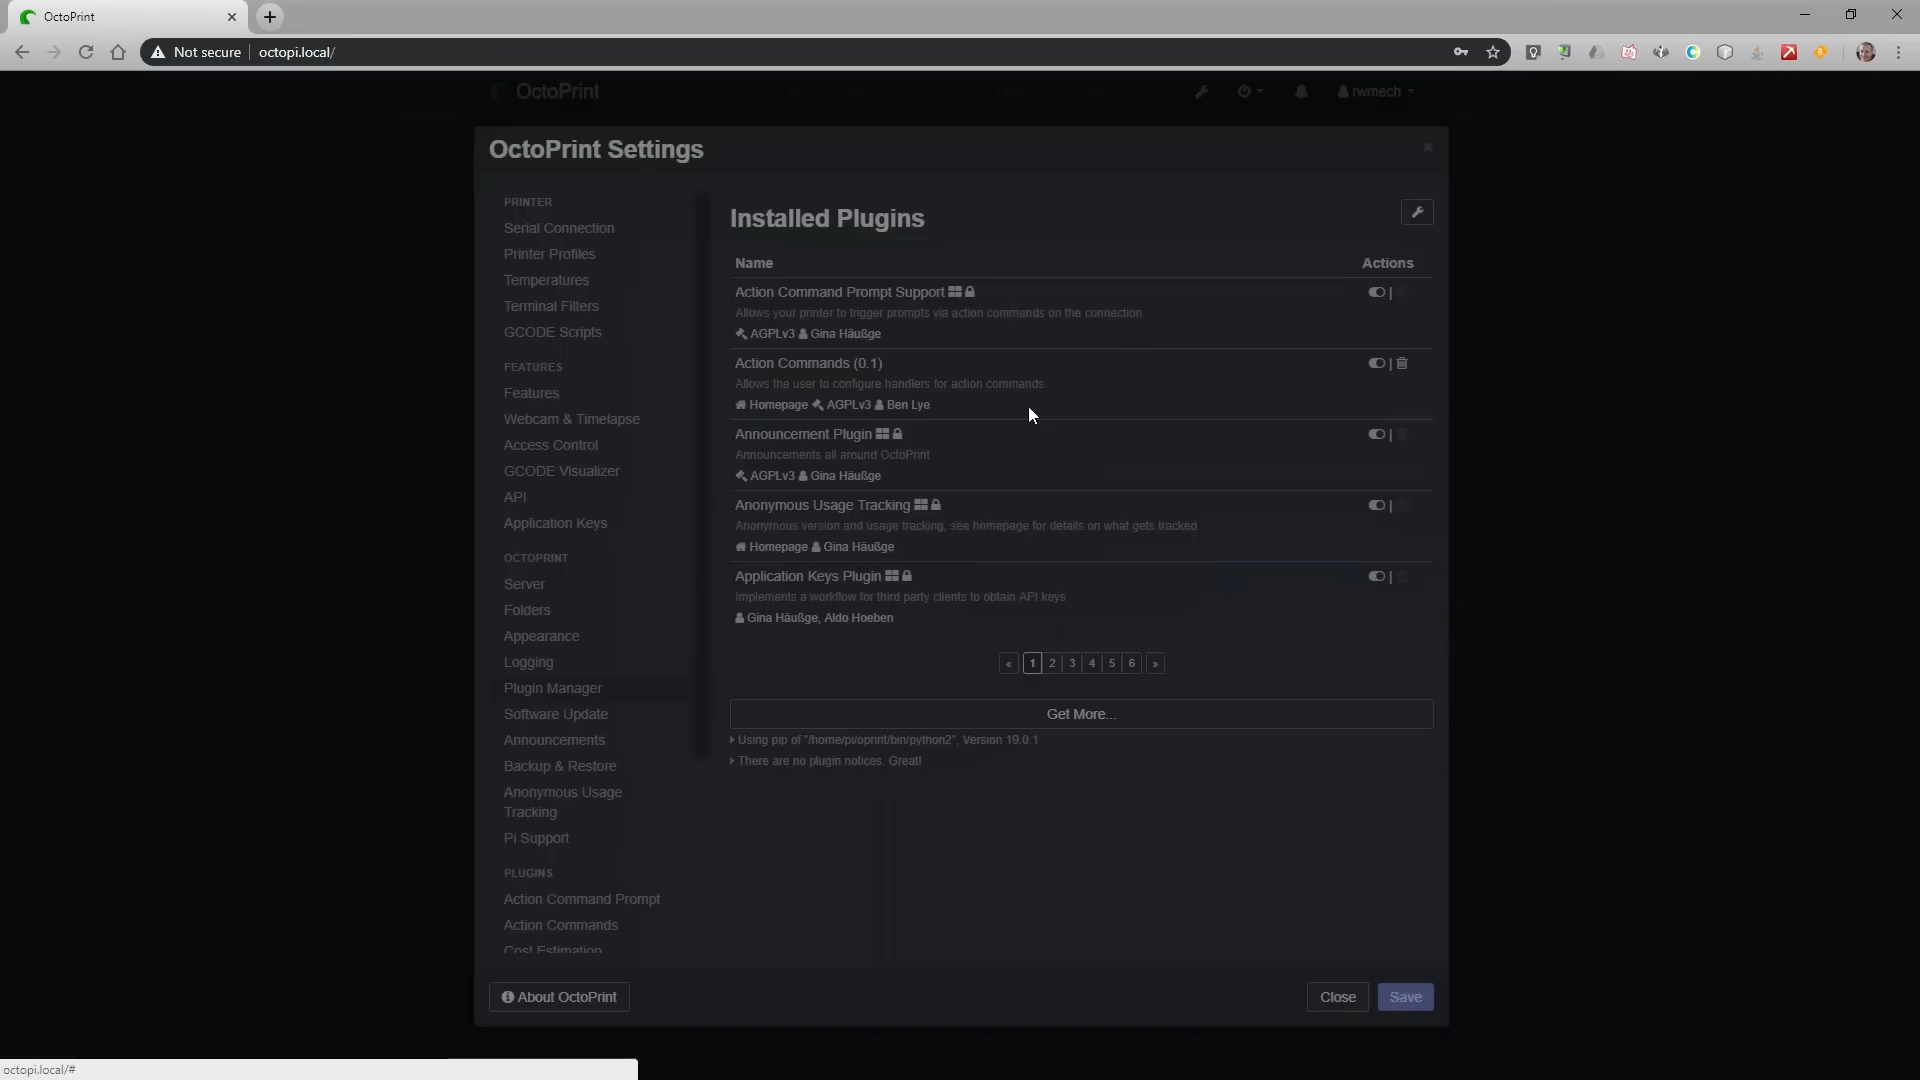 OctoPrint
Not secure
octopi.local/
OctoPrint
rwmech
OctoPrint Settings
PRINTER
Serial Connection
Printer Profiles
Temperatures
Terminal Filters
GCODE Scripts
FEATURES
Features
Webcam & Timelapse
Access Control
GCODE Visualizer
API
Application Keys
OCTOPRINT
Server
Folders
Appearance
Logging
Plugin Manager
Software Update
Announcements
Backup & Restore
Anonymous Usage
Tracking
Pi Support
PLUGINS
Action Command Prompt
Action Commands
Cost Estimation
Installed Plugins
Name Actions
Action Command Prompt Support
|
Allows your printer to trigger prompts via action commands on the connection
AGPLv3 Gina Häußge
Action Commands (0.1)
|
Allows the user to configure handlers for action commands.
Homepage AGPLv3 Ben Lye
Announcement Plugin
|
Announcements all around OctoPrint
AGPLv3 Gina Häußge
Anonymous Usage Tracking
|
Anonymous version and usage tracking, see homepage for details on what gets tracked
Homepage Gina Häußge
Application Keys Plugin
|
Implements a workflow for third party clients to obtain API keys
Gina Häußge, Aldo Hoeben
« 1 2 3 4 5 6 »
Get More...
Using pip of "/home/pi/oprint/bin/python2", Version 19.0.1
There are no plugin notices. Great!
About OctoPrint
Close
Save
octopi.local/#